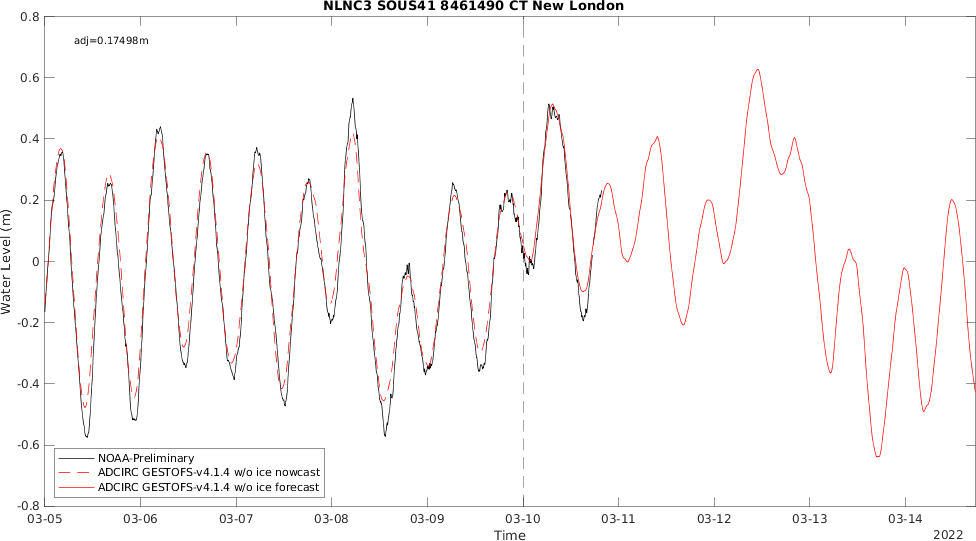 NLNC3 SOUS41 8461490 CT New London
adj=0.17498m
0.8
0.6
0.4
0.2
0
-0.2
-0.4
-0.6
-0.8
Water Level (m)
NOAA-Preliminary
ADCIRC GESTOFS-v4.1.4 w/o ice nowcast
ADCIRC GESTOFS-v4.1.4 w/o ice forecast
03-05 03-06 03-07 03-08 03-09 03-10 03-11 03-12 03-13 03-14
Time
2022